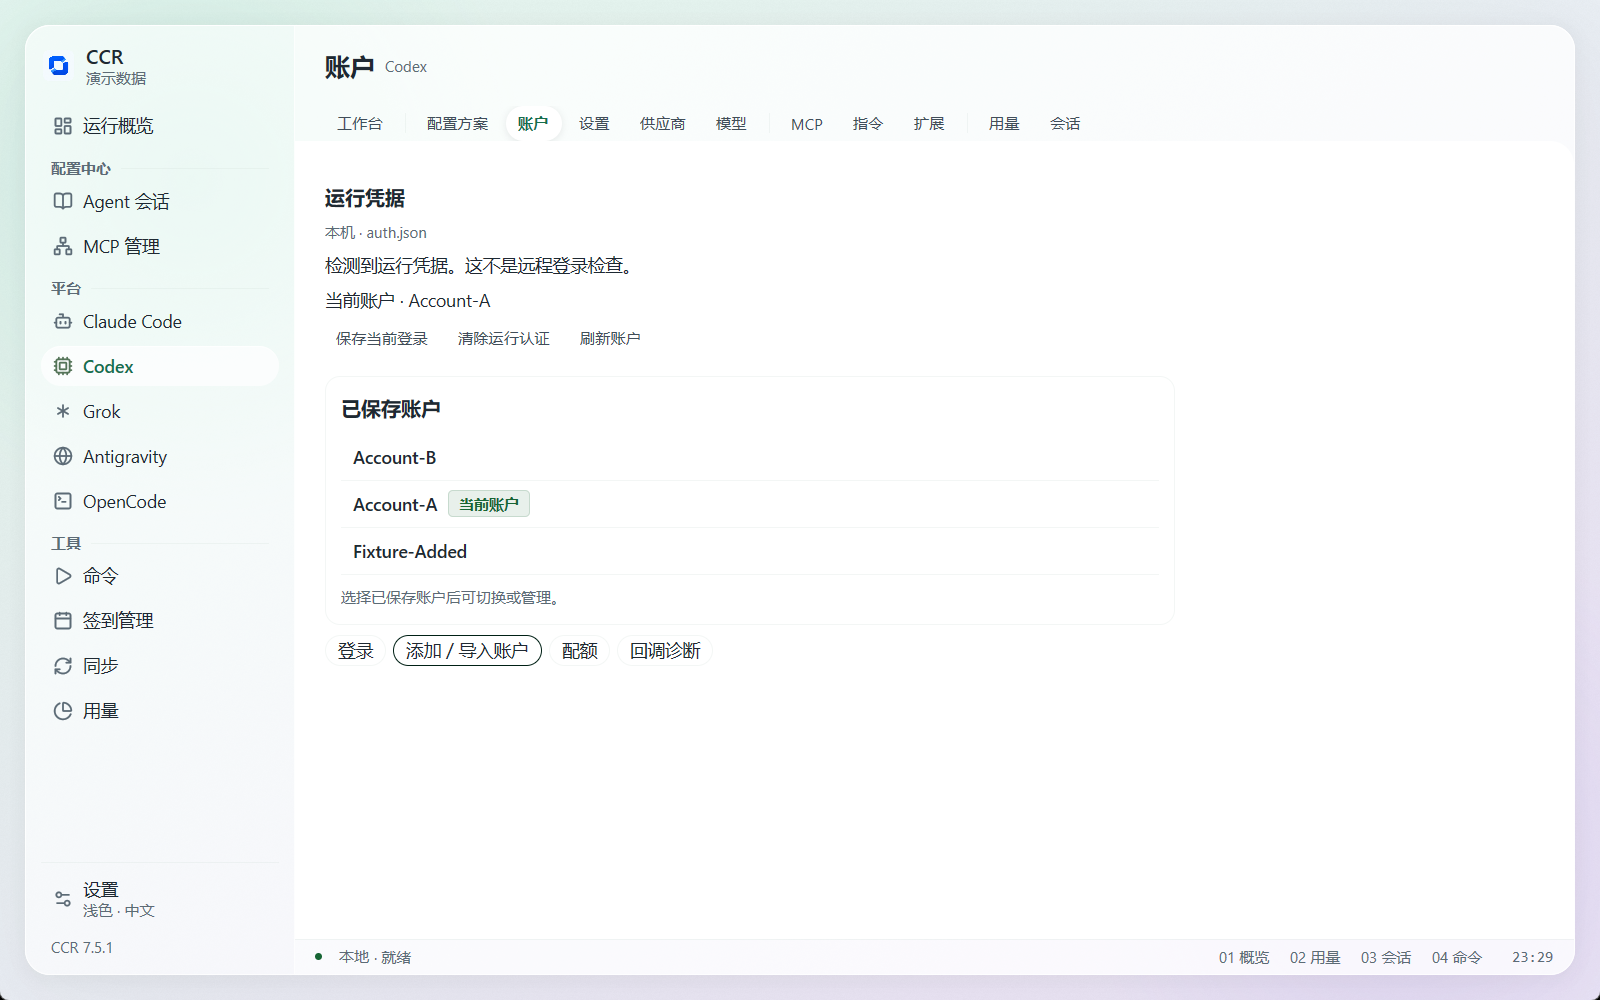 CCR
演示数据
运行概览
配置中心
Agent 会话
MCP 管理
平台
Claude Code
Codex
Grok
Antigravity
OpenCode
工具
命令
签到管理
同步
用量
设置
浅色 · 中文
CCR 7.5.1
账户 Codex
工作台 配置方案 账户 设置 供应商 模型 MCP 指令 扩展 用量 会话
运行凭据
本机 · auth.json
检测到运行凭据。这不是远程登录检查。
当前账户 · Account-A
保存当前登录 清除运行认证 刷新账户
已保存账户
Account-B
Account-A 当前账户
Fixture-Added
选择已保存账户后可切换或管理。
登录 添加 / 导入账户 配额 回调诊断
本地 · 就绪 01 概览 02 用量 03 会话 04 命令 23:29